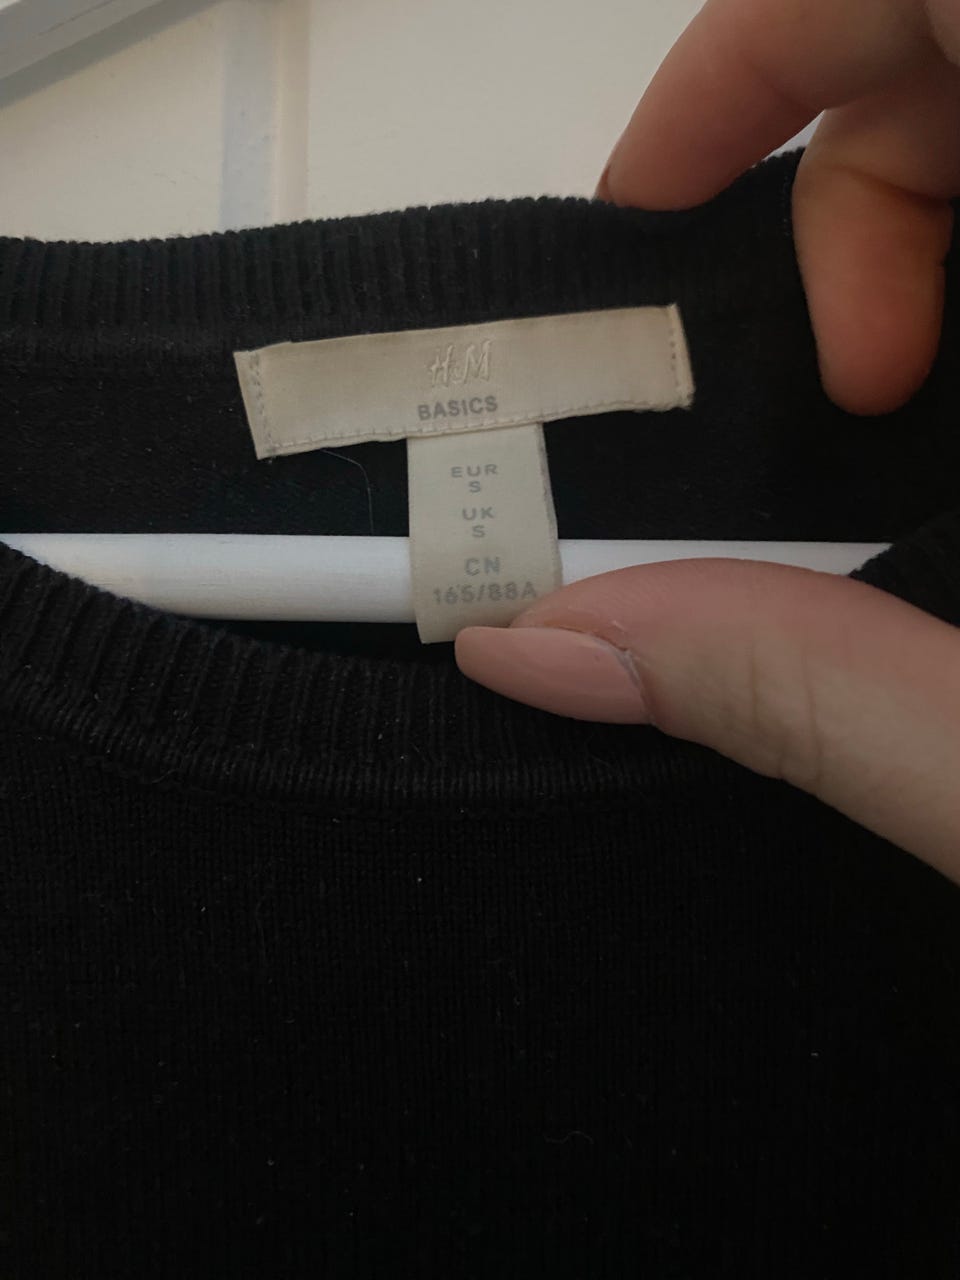 H&M
BASICS
EUR
S
UK
S
CN
165/88A